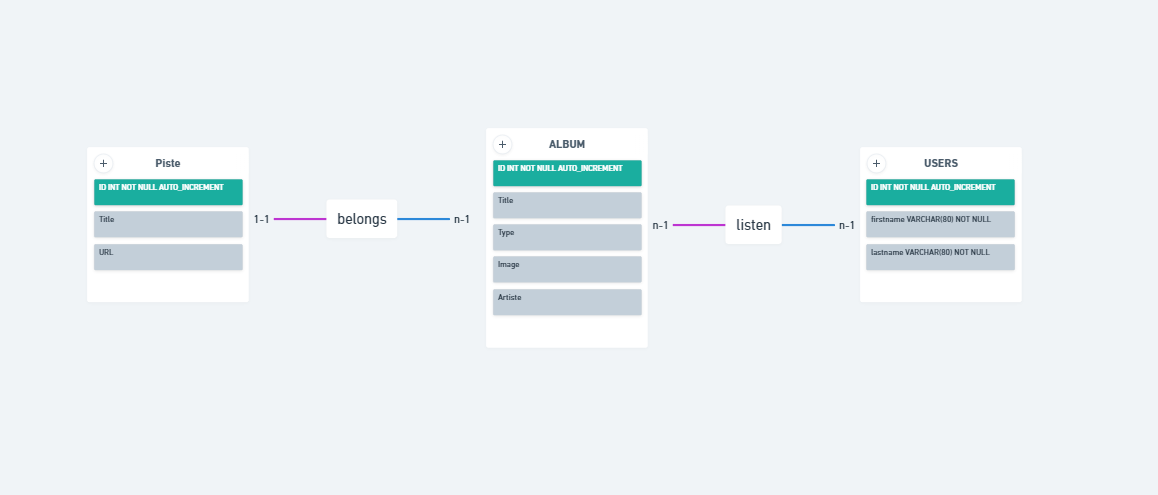 + Piste
ID INT NOT NULL AUTO_INCREMENT
Title
URL
1-1
belongs
n-1
+ ALBUM
ID INT NOT NULL AUTO_INCREMENT
Title
Type
Image
Artiste
n-1
listen
n-1
+ USERS
ID INT NOT NULL AUTO_INCREMENT
firstname VARCHAR(80) NOT NULL
lastname VARCHAR(80) NOT NULL